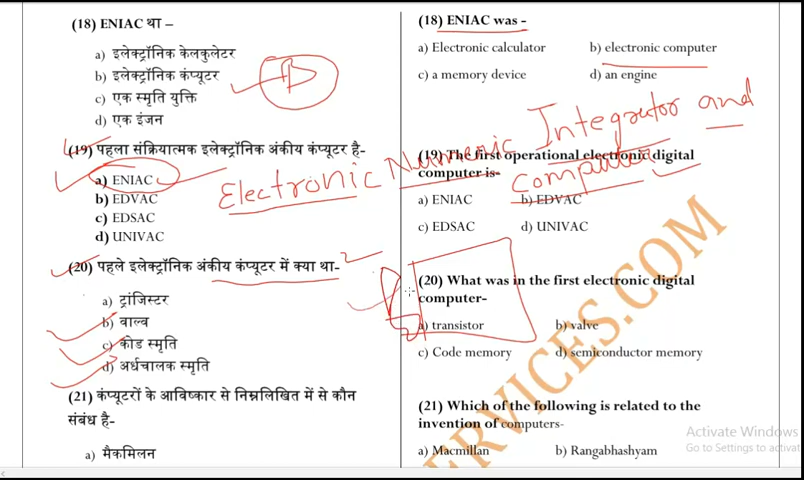 (18) ENIAC था –
a) इलेक्ट्रॉनिक केलकुलेटर
b) इलेक्ट्रॉनिक कंप्यूटर
c) एक स्मृति युक्ति
d) एक इंजन
(19) पहला संक्रियात्मक इलेक्ट्रॉनिक अंकीय कंप्यूटर है-
a) ENIAC
b) EDVAC
c) EDSAC
d) UNIVAC
(20) पहले इलेक्ट्रॉनिक अंकीय कंप्यूटर में क्या था-
a) ट्रांजिस्टर
b) वाल्व
c) कोड स्मृति
d) अर्धचालक स्मृति
(21) कंप्यूटरों के आविष्कार से निम्नलिखित में से कौन
संबंध है-
a) मैकमिलन
(18) ENIAC was -
a) Electronic calculator b) electronic computer
c) a memory device d) an engine
(19) The first operational electronic digital
computer is-
a) ENIAC b) EDVAC
c) EDSAC d) UNIVAC
(20) What was in the first electronic digital
computer-
a) transistor b) valve
c) Code memory d) semiconductor memory
(21) Which of the following is related to the
invention of computers-
a) Macmillan b) Rangabhashyam
B
Electronic Numeric Integrator and
Computer
SERVICES.COM
Activate Windows
Go to Settings to activat